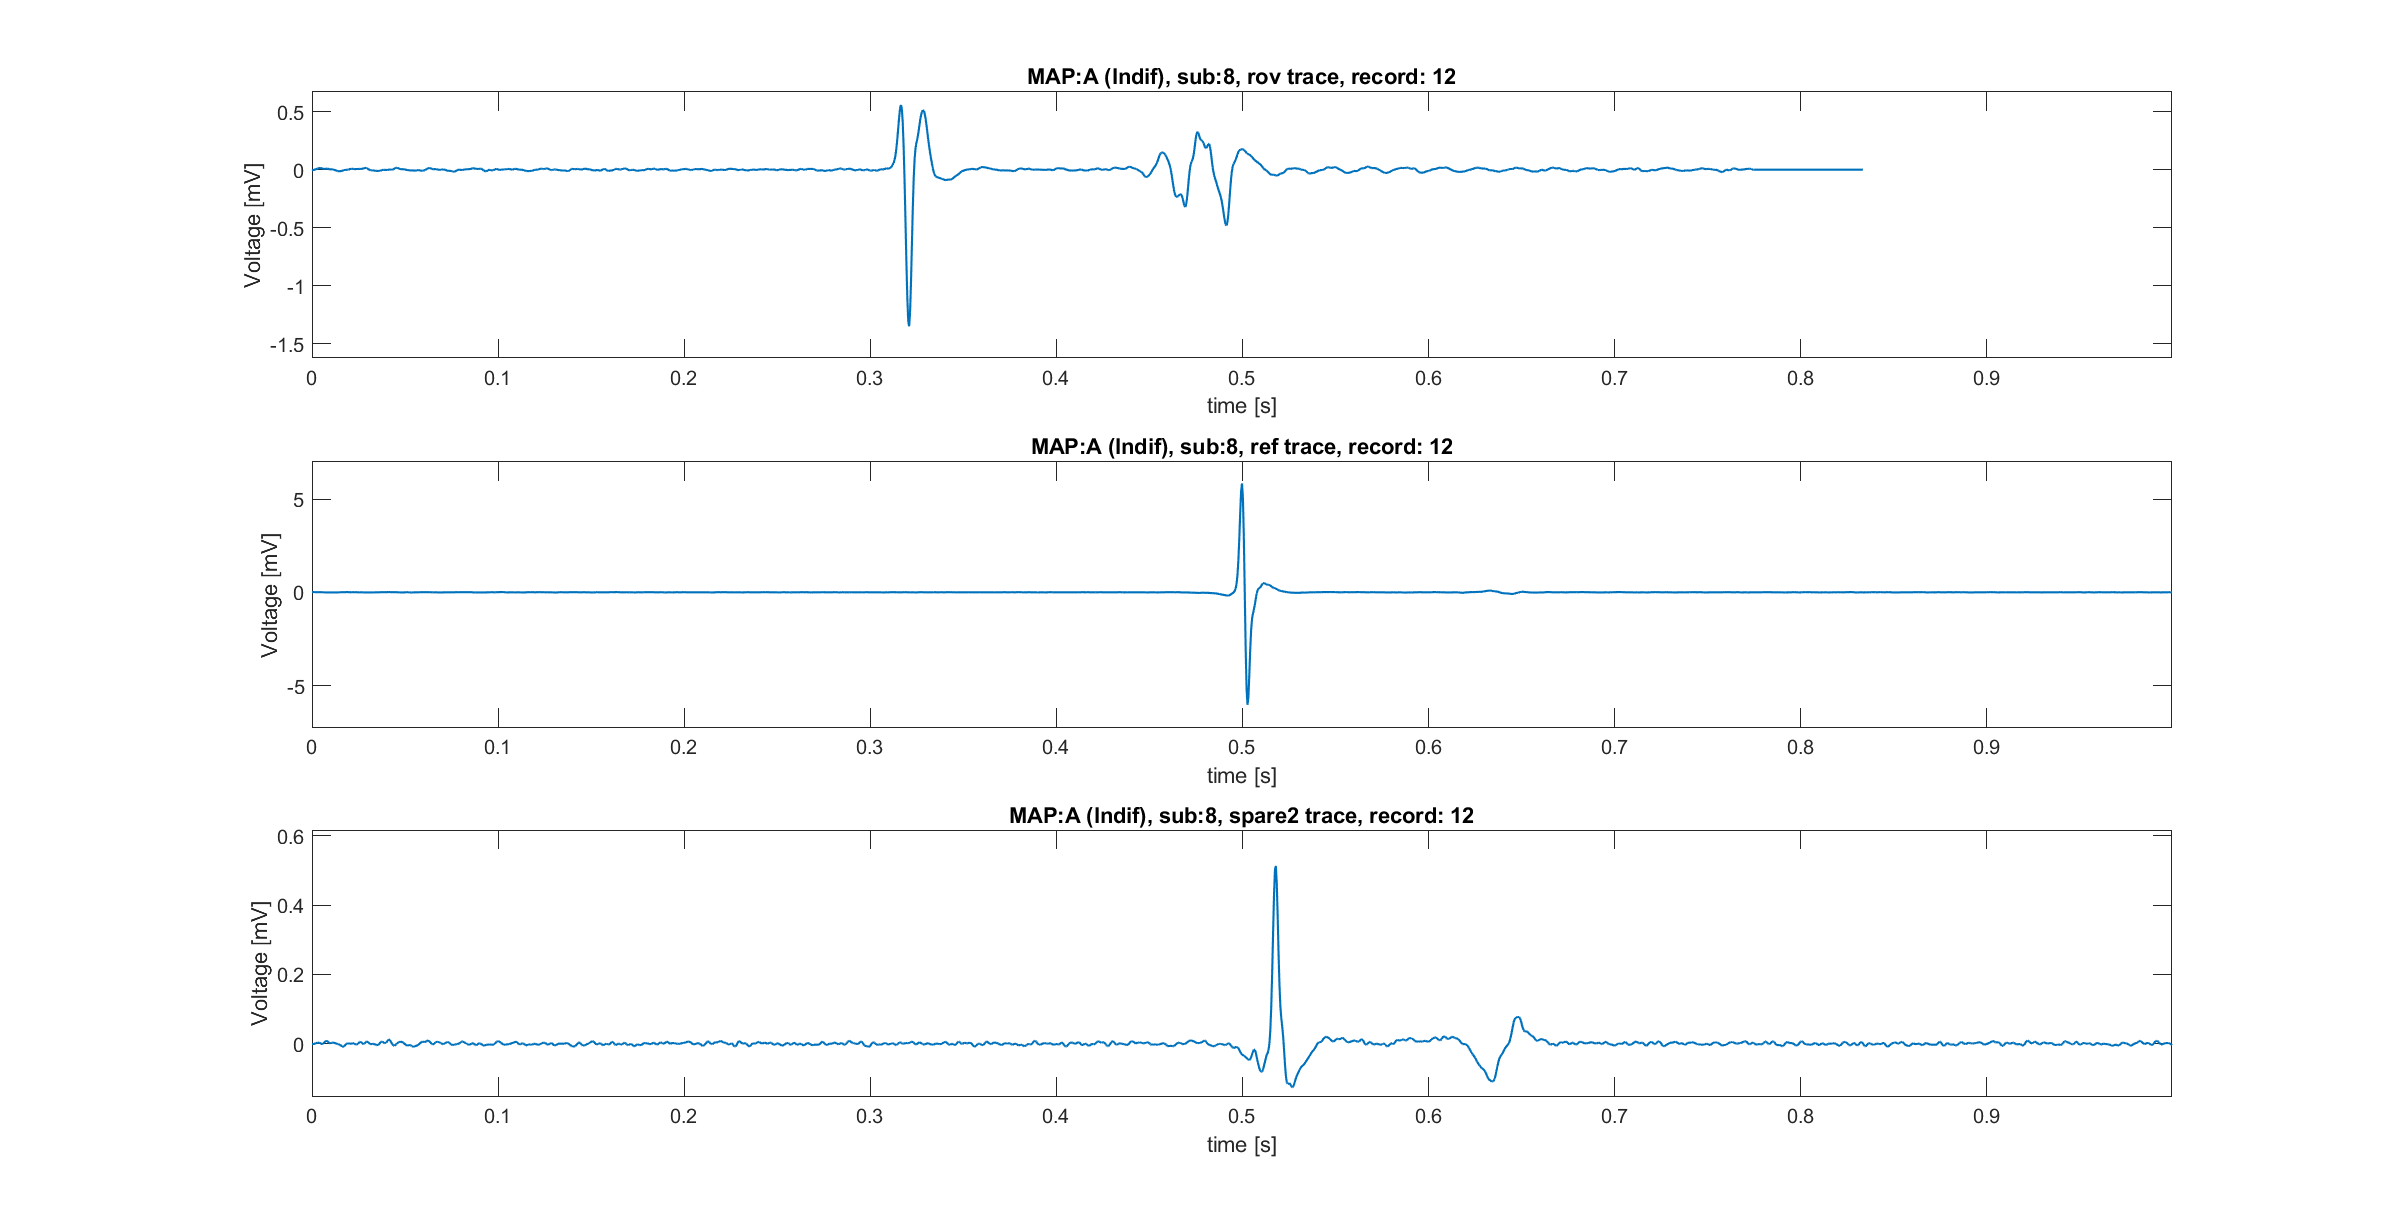 MAP:A (Indif), sub:8, rov trace, record: 12
Voltage [mV]
0.5
0
-0.5
-1
-1.5
0 0.1 0.2 0.3 0.4 0.5 0.6 0.7 0.8 0.9
time [s]
MAP:A (Indif), sub:8, ref trace, record: 12
Voltage [mV]
5
0
-5
0 0.1 0.2 0.3 0.4 0.5 0.6 0.7 0.8 0.9
time [s]
MAP:A (Indif), sub:8, spare2 trace, record: 12
Voltage [mV]
0.6
0.4
0.2
0
0 0.1 0.2 0.3 0.4 0.5 0.6 0.7 0.8 0.9
time [s]